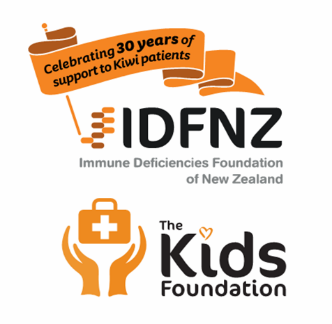 Celebrating 30 years of
support to Kiwi patients
IDFNZ
Immune Deficiencies Foundation
of New Zealand
The
Kids
Foundation